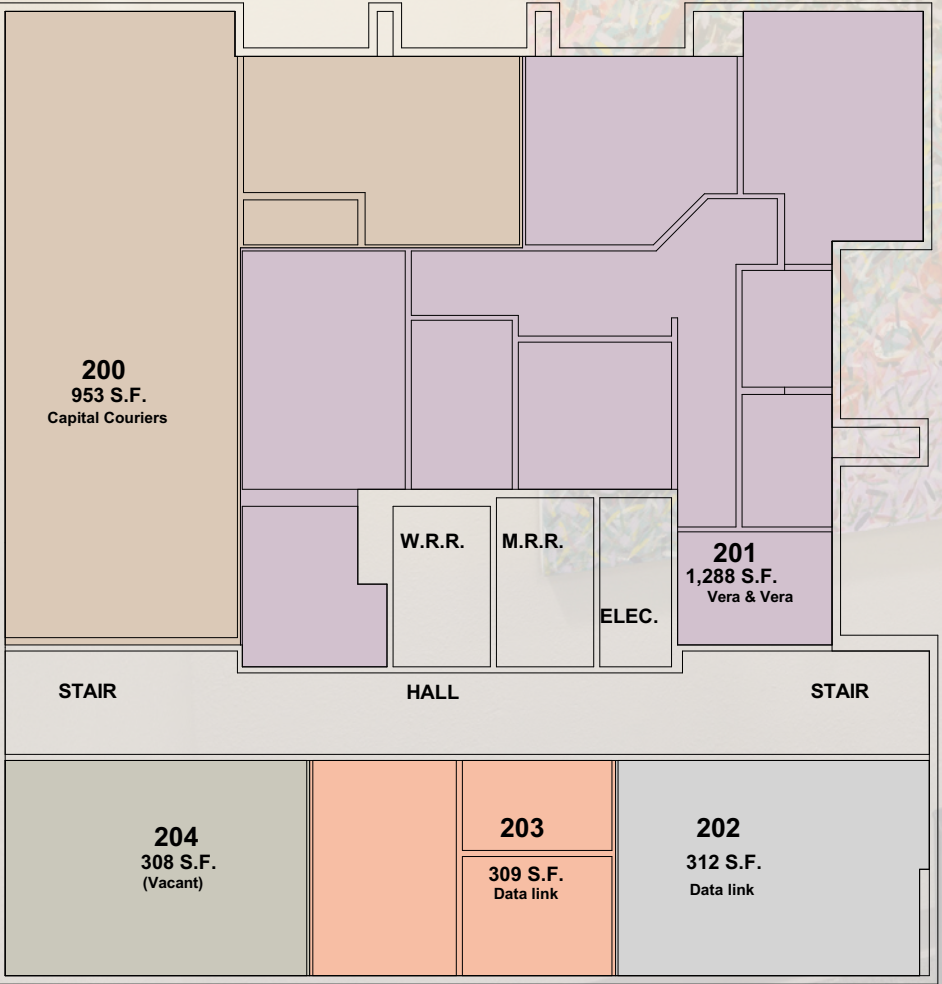 200
953 S.F.
Capital Couriers
W.R.R.
M.R.R.
ELEC.
201
1,288 S.F.
Vera & Vera
STAIR
HALL
STAIR
204
308 S.F.
(Vacant)
203
309 S.F.
Data link
202
312 S.F.
Data link